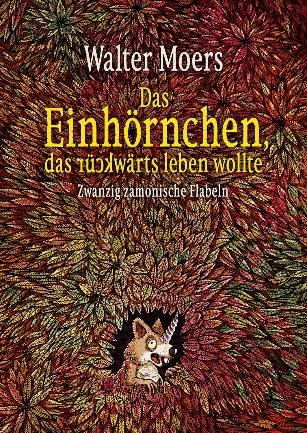 Walter Moers
Das
Einhörnchen,
das rückwärts leben wollte
Zwanzig zamonische Flabeln